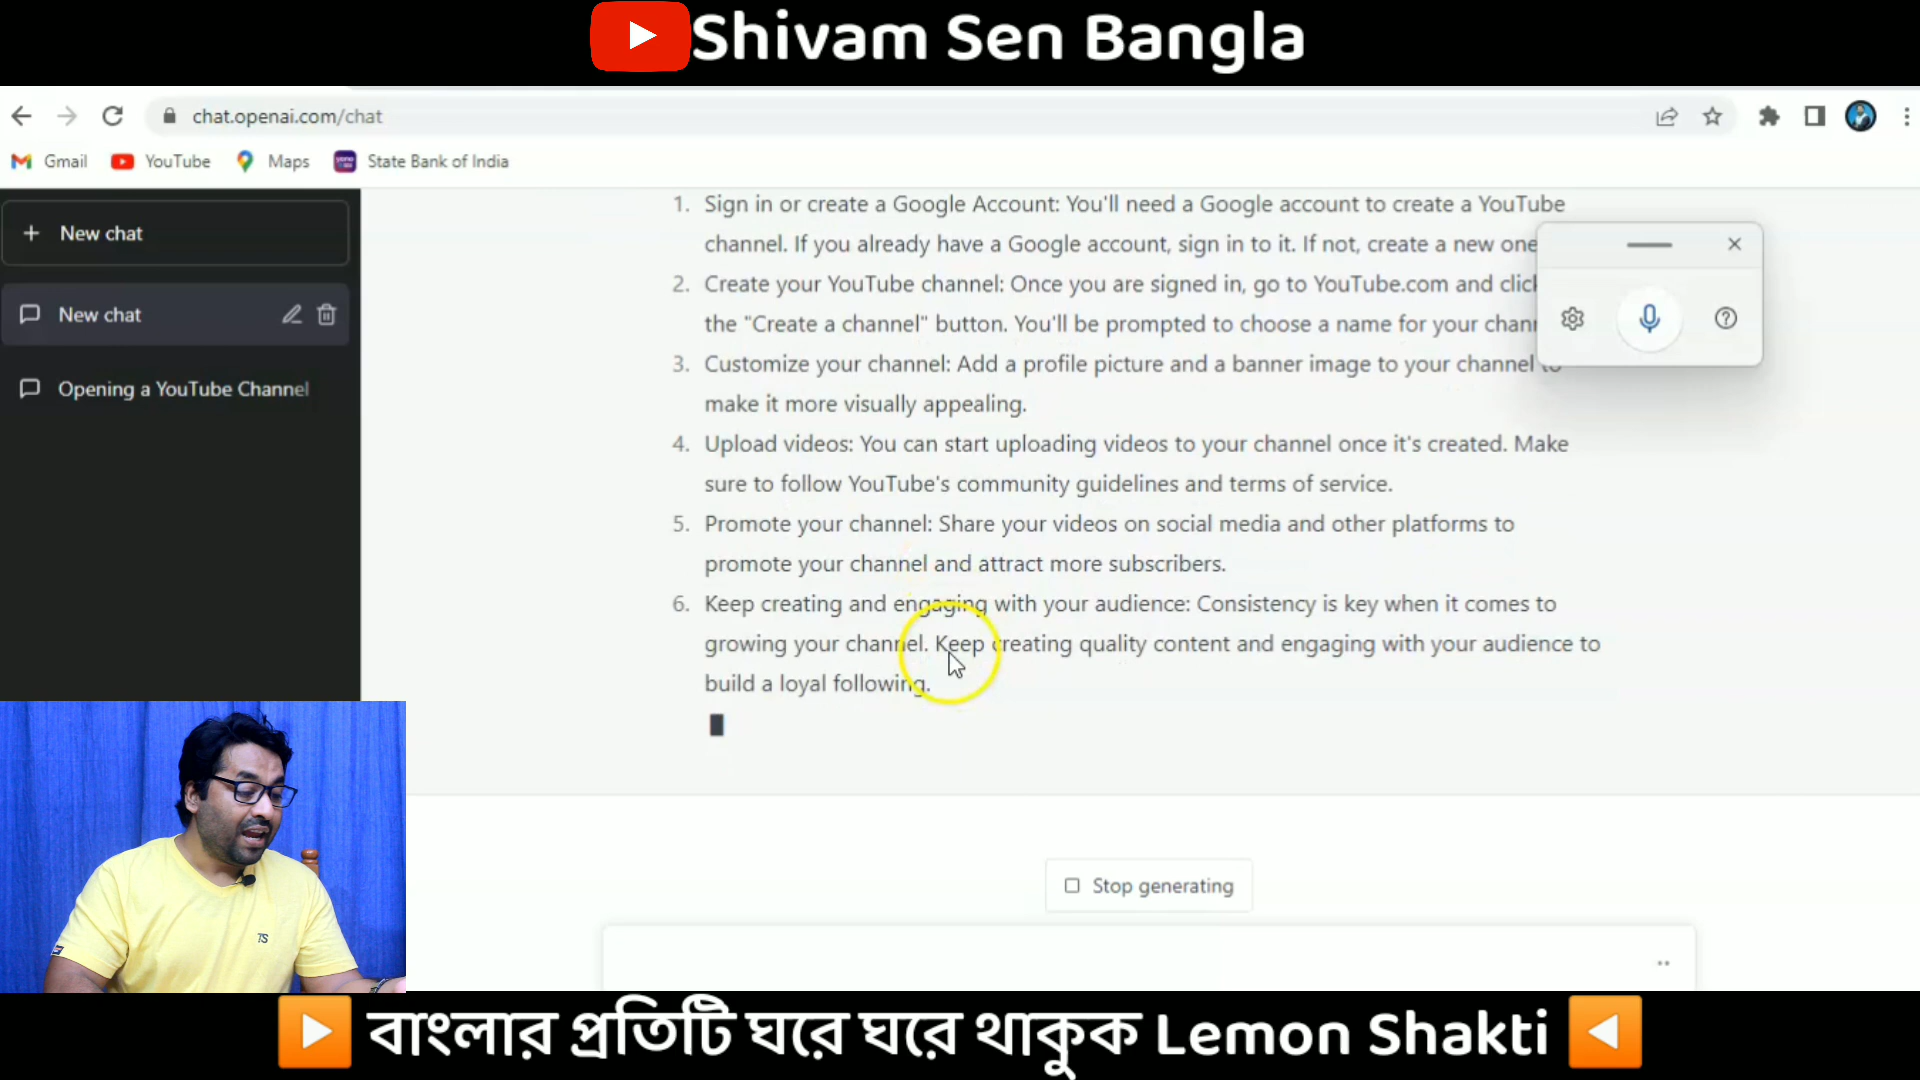 Shivam Sen Bangla
chat.openai.com/chat
Gmail YouTube Maps yono SBI State Bank of India
New chat
New chat
Opening a YouTube Channel
1. Sign in or create a Google Account: You'll need a Google account to create a YouTube
channel. If you already have a Google account, sign in to it. If not, create a new one
2. Create your YouTube channel: Once you are signed in, go to YouTube.com and click
the "Create a channel" button. You'll be prompted to choose a name for your chann
3. Customize your channel: Add a profile picture and a banner image to your channel to
make it more visually appealing.
4. Upload videos: You can start uploading videos to your channel once it's created. Make
sure to follow YouTube's community guidelines and terms of service.
5. Promote your channel: Share your videos on social media and other platforms to
promote your channel and attract more subscribers.
6. Keep creating and engaging with your audience: Consistency is key when it comes to
growing your channel. Keep creating quality content and engaging with your audience to
build a loyal following.
Stop generating
TS
বাংলার প্রতিটি ঘরে ঘরে থাকুক Lemon Shakti